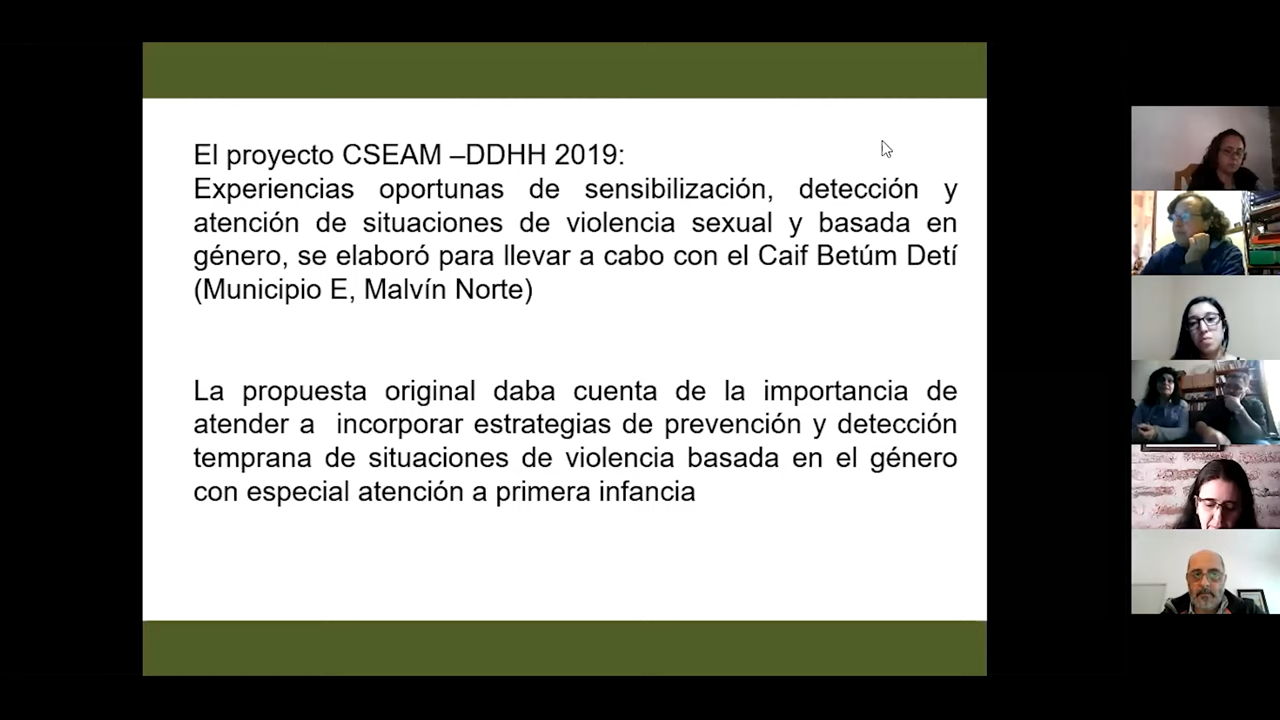 El proyecto CSEAM –DDHH 2019:
Experiencias oportunas de sensibilización, detección y
atención de situaciones de violencia sexual y basada en
género, se elaboró para llevar a cabo con el Caif Betúm Detí
(Municipio E, Malvín Norte)
La propuesta original daba cuenta de la importancia de
atender a incorporar estrategias de prevención y detección
temprana de situaciones de violencia basada en el género
con especial atención a primera infancia